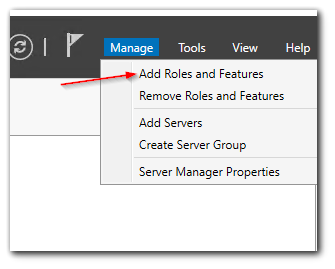 Manage Tools View Help
Add Roles and Features
Remove Roles and Features
Add Servers
Create Server Group
Server Manager Properties